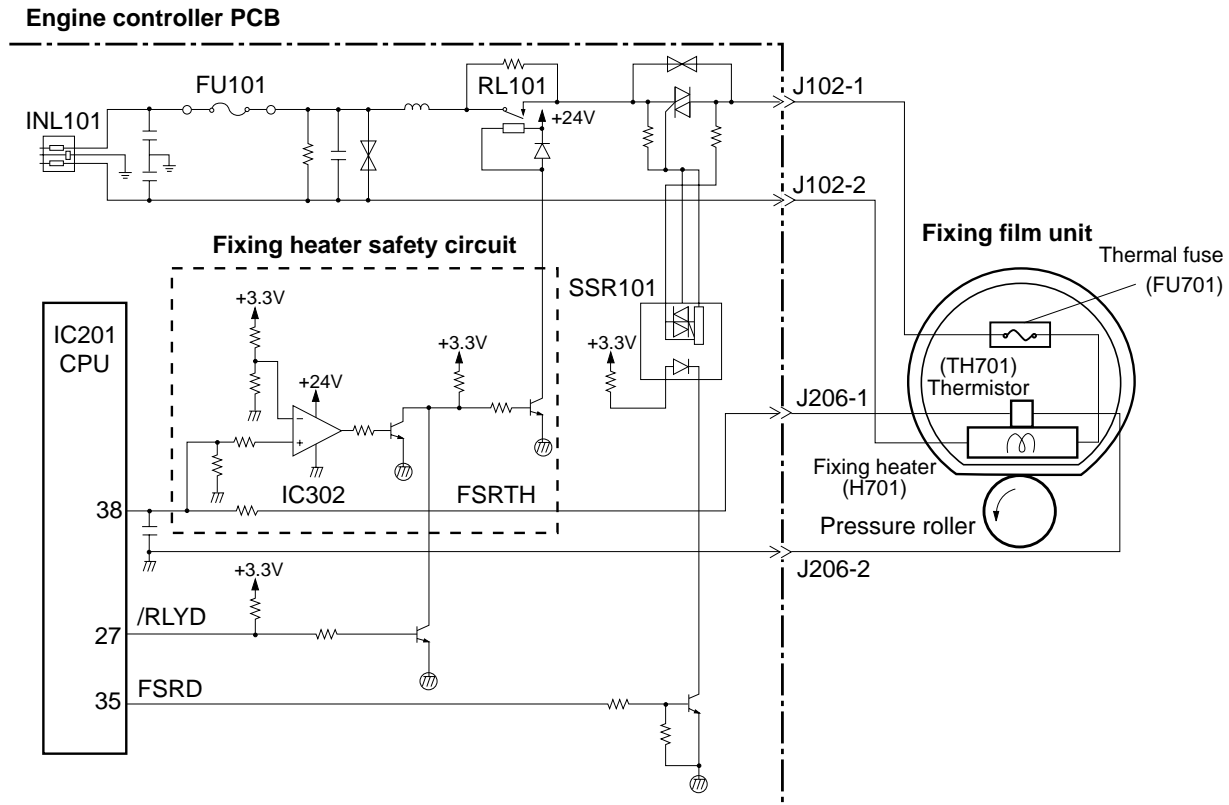 Engine controller PCB
FU101
RL101
J102-1
INL101
+24V
J102-2
Fixing heater safety circuit
Fixing film unit
Thermal fuse
(FU701)
SSR101
+3.3V
IC201
CPU
+3.3V
+3.3V
+24V
(TH701)
Thermistor
J206-1
−
+
IC302
FSRTH
Fixing heater
(H701)
38
Pressure roller
J206-2
+3.3V
/RLYD
27
FSRD
35